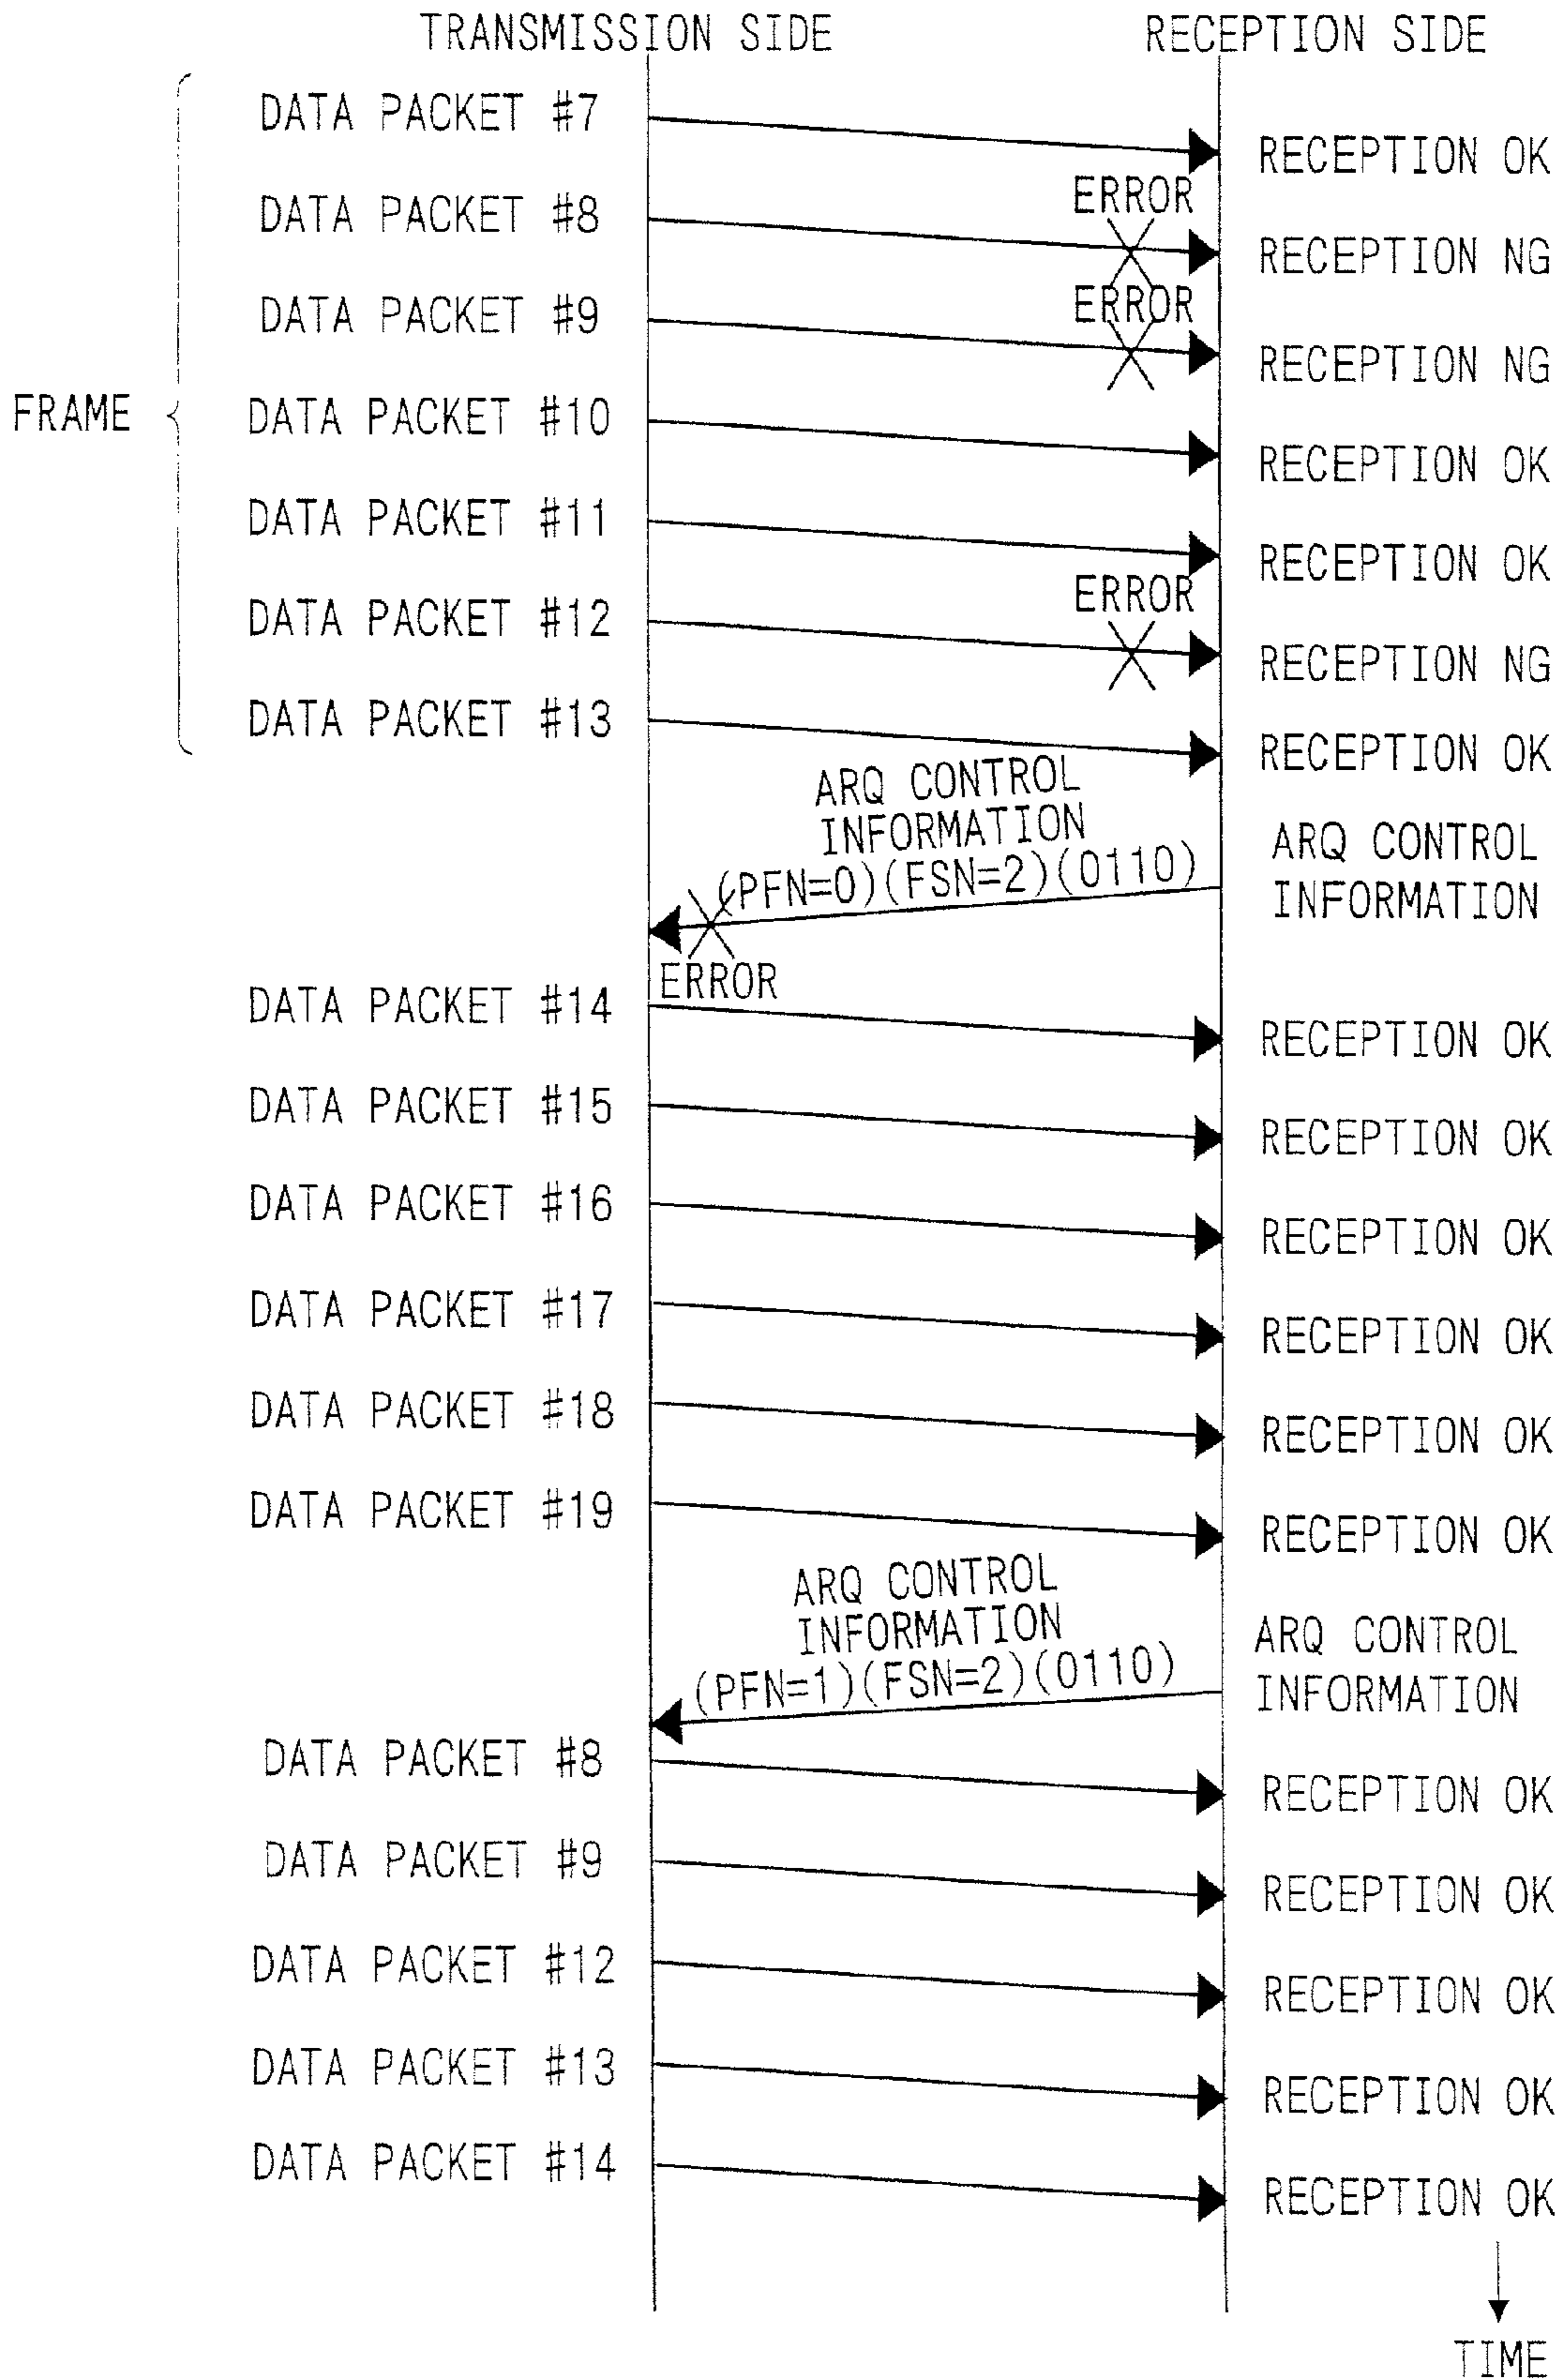 TRANSMISSION SIDE RECEPTION SIDE
DATA PACKET #7
RECEPTION OK
ERROR
DATA PACKET #8
RECEPTION NG
ERROR
DATA PACKET #9
RECEPTION NG
FRAME
DATA PACKET #10
RECEPTION OK
DATA PACKET #11
RECEPTION OK
ERROR
DATA PACKET #12
RECEPTION NG
DATA PACKET #13
RECEPTION OK
ARQ CONTROL
INFORMATION
(PFN=0)(FSN=2)(0110)
ARQ CONTROL
INFORMATION
ERROR
DATA PACKET #14
RECEPTION OK
DATA PACKET #15
RECEPTION OK
DATA PACKET #16
RECEPTION OK
DATA PACKET #17
RECEPTION OK
DATA PACKET #18
RECEPTION OK
DATA PACKET #19
RECEPTION OK
ARQ CONTROL
INFORMATION
(PFN=1)(FSN=2)(0110)
ARQ CONTROL
INFORMATION
DATA PACKET #8
RECEPTION OK
DATA PACKET #9
RECEPTION OK
DATA PACKET #12
RECEPTION OK
DATA PACKET #13
RECEPTION OK
DATA PACKET #14
RECEPTION OK
TIME